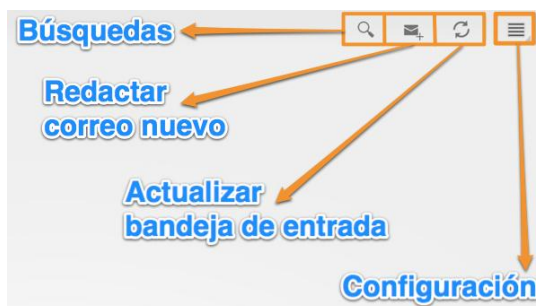 Búsquedas
Redactar
correo nuevo
Actualizar
bandeja de entrada
Configuración